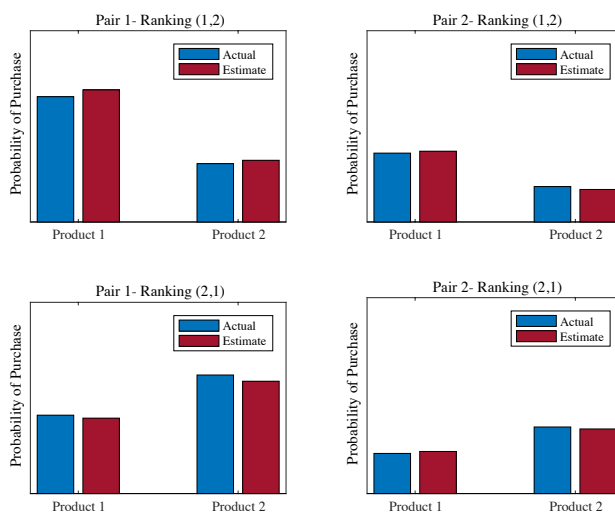 Pair 1- Ranking (1,2)
Probability of Purchase
Actual
Estimate
Product 1
Product 2
Pair 2- Ranking (1,2)
Probability of Purchase
Actual
Estimate
Product 1
Product 2
Pair 1- Ranking (2,1)
Probability of Purchase
Actual
Estimate
Product 1
Product 2
Pair 2- Ranking (2,1)
Probability of Purchase
Actual
Estimate
Product 1
Product 2